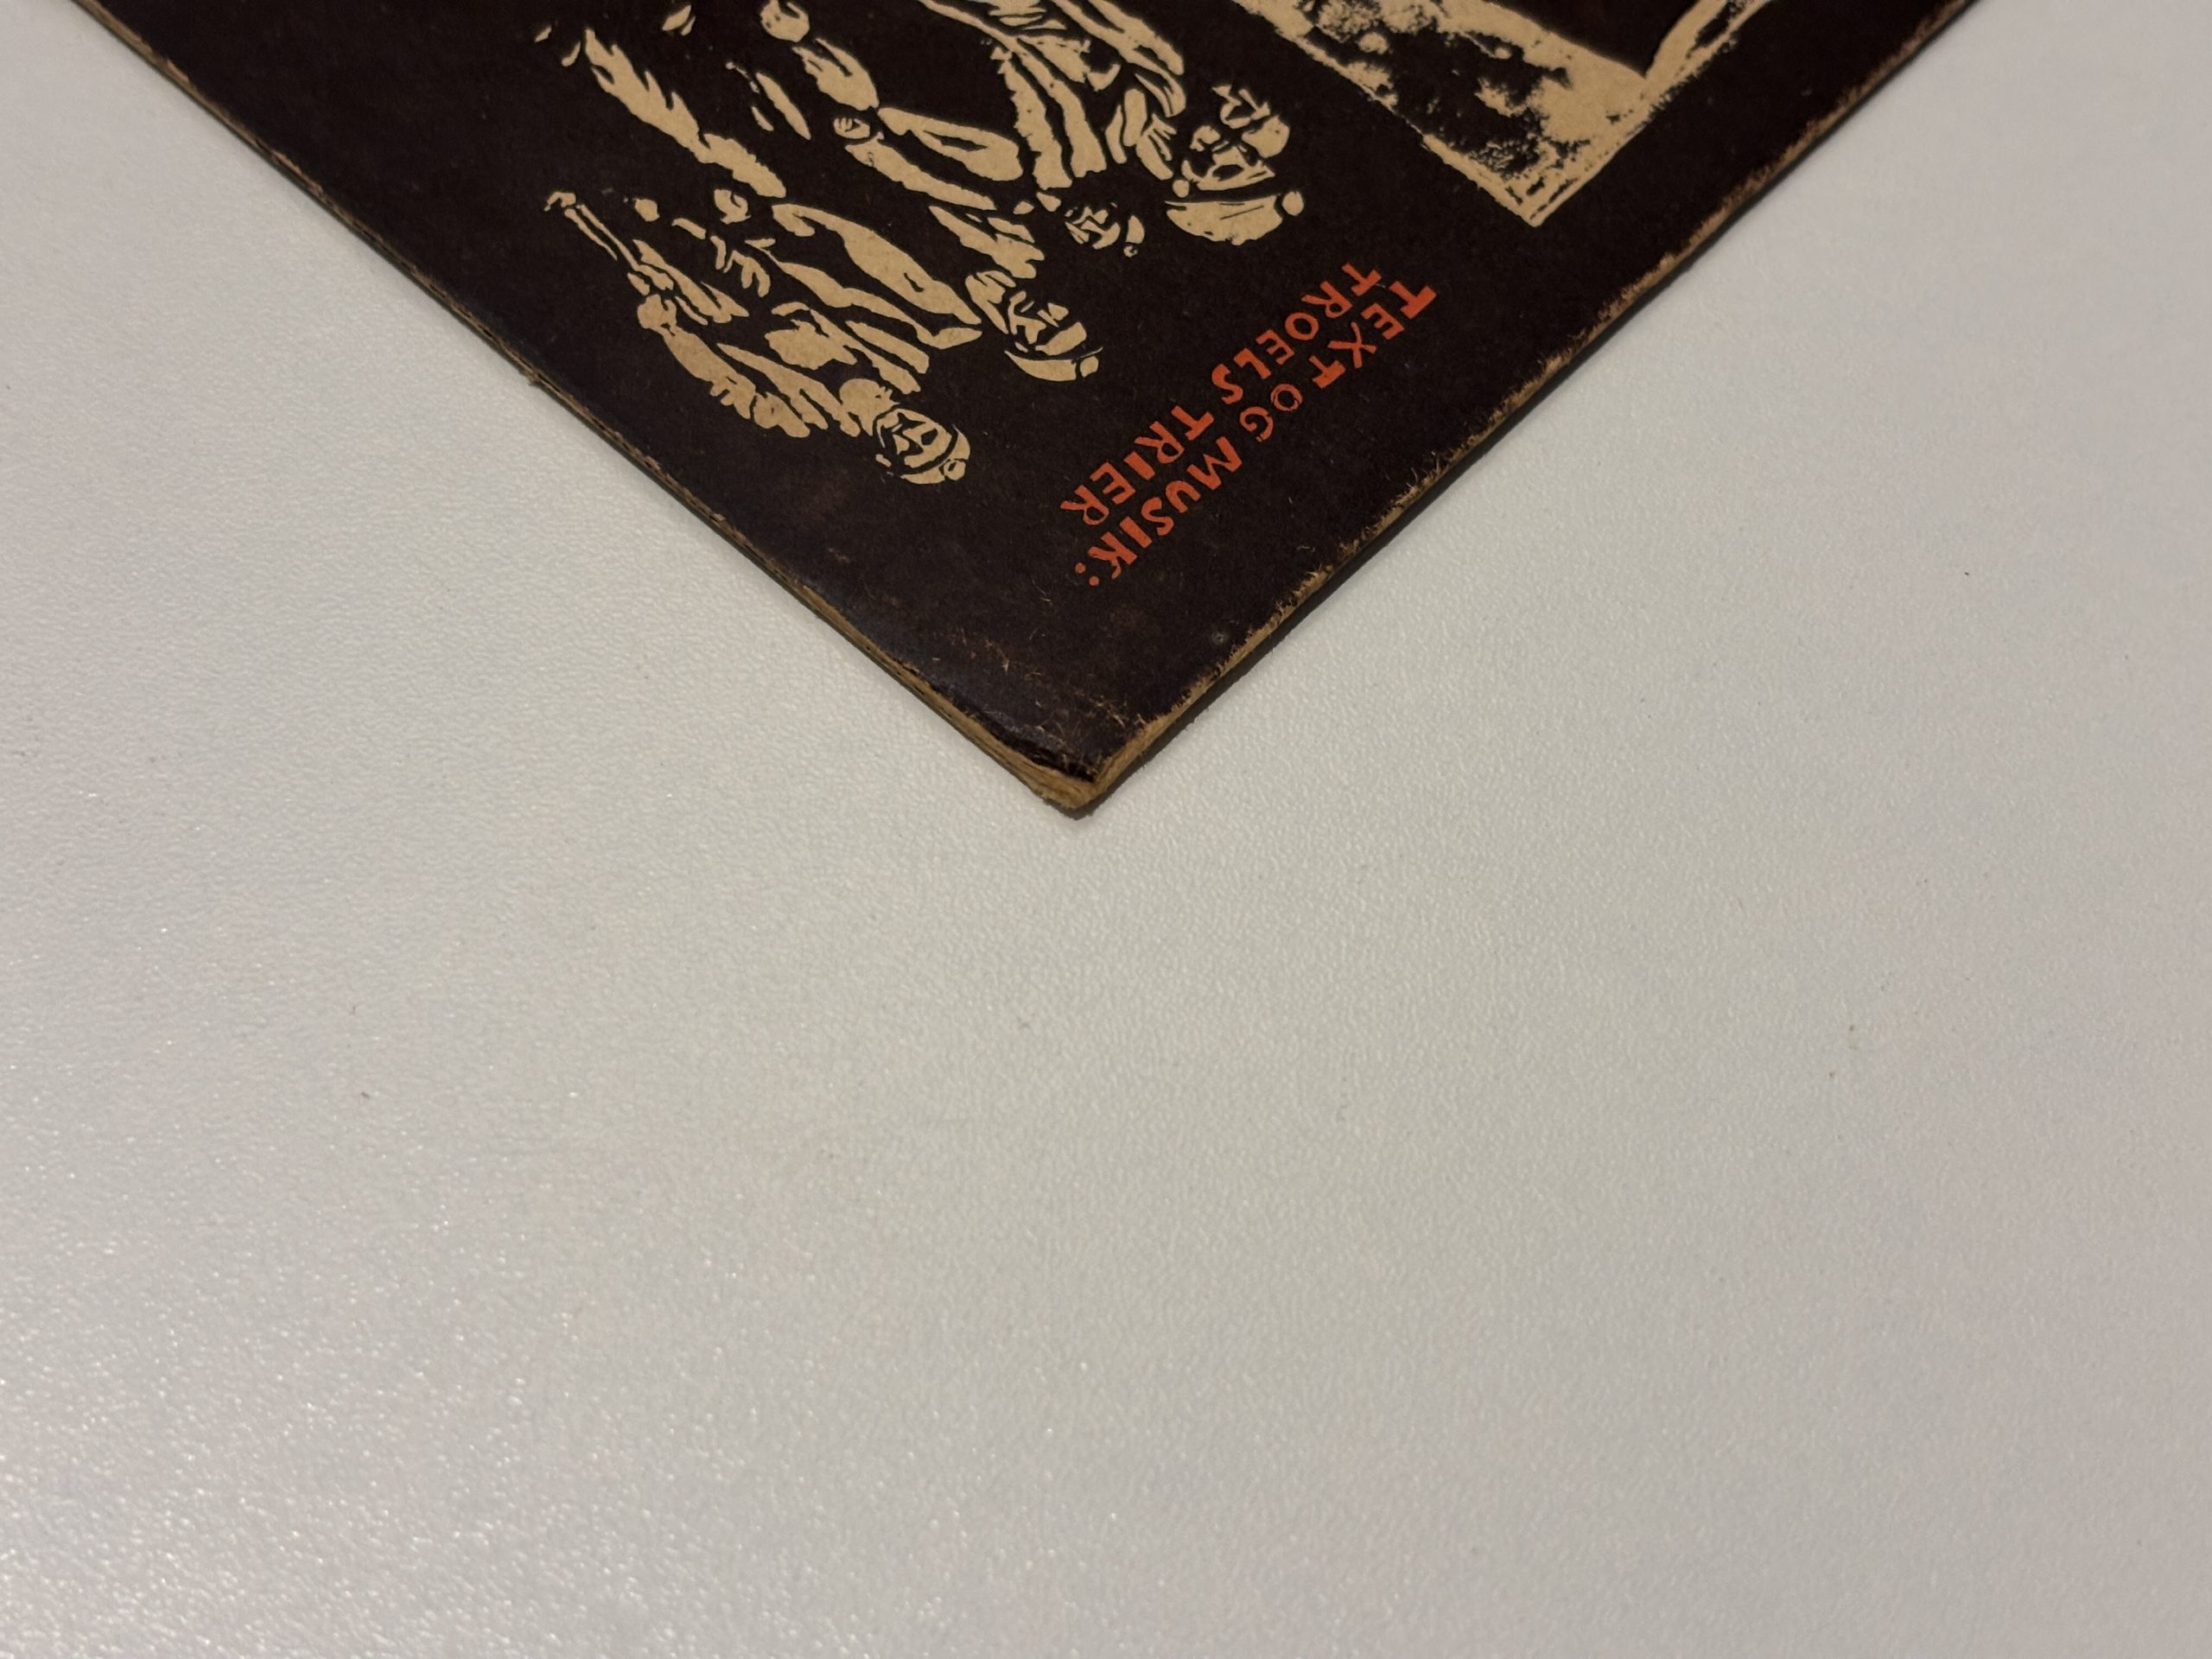 TEXT OG MUSIK:
TROELS TRIER